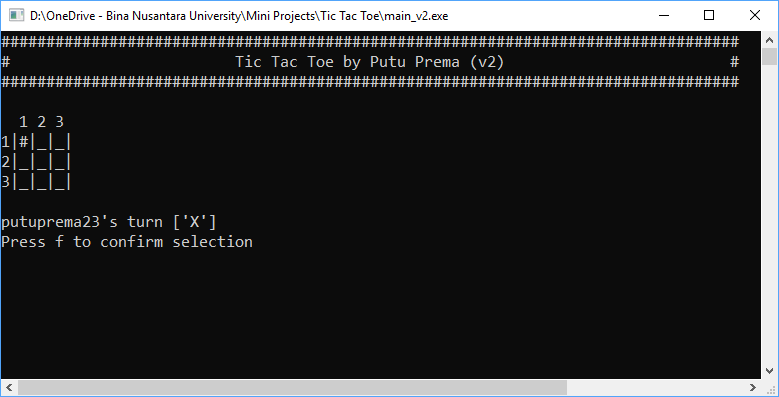 D:\OneDrive - Bina Nusantara University\Mini Projects\Tic Tac Toe\main_v2.exe
##################################################################################
#                         Tic Tac Toe by Putu Prema (v2)                         #
##################################################################################
  1 2 3
1|#|_|_|
2|_|_|_|
3|_|_|_|
putuprema23's turn ['X']
Press f to confirm selection